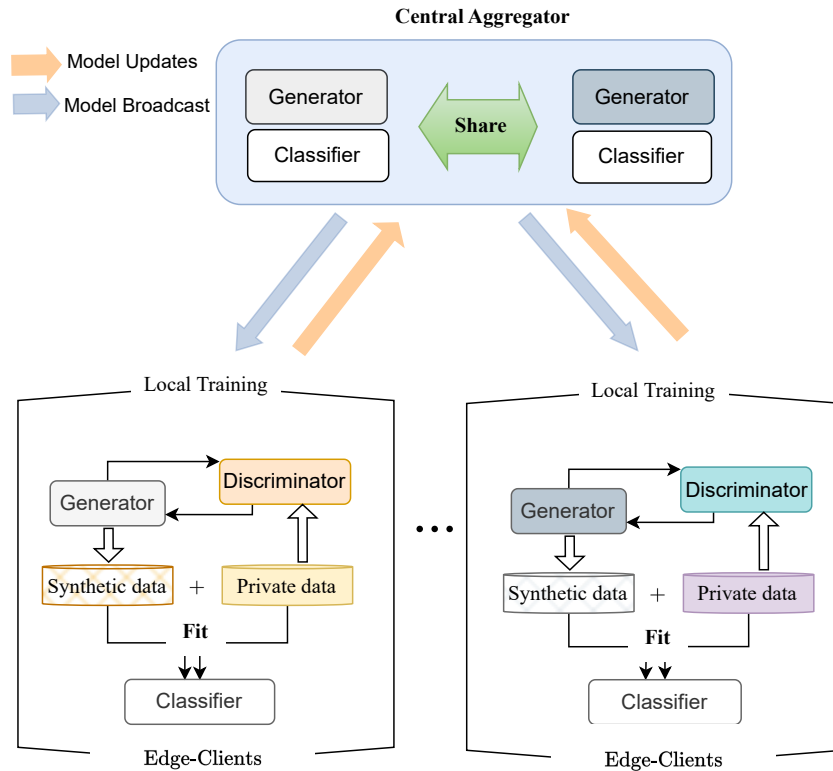 Central Aggregator
Model Updates
Model Broadcast
Generator
Classifier
Share
Generator
Classifier
Local Training
Generator
Discriminator
Synthetic data
+
Private data
Fit
Classifier
Edge-Clients
...
Local Training
Generator
Discriminator
Synthetic data
+
Private data
Fit
Classifier
Edge-Clients